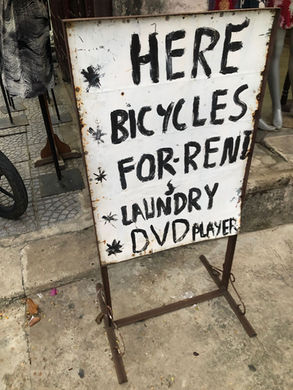 HERE
* BICYCLES
* FOR-RENT
* & LAUNDRY
* DVD PLAYER